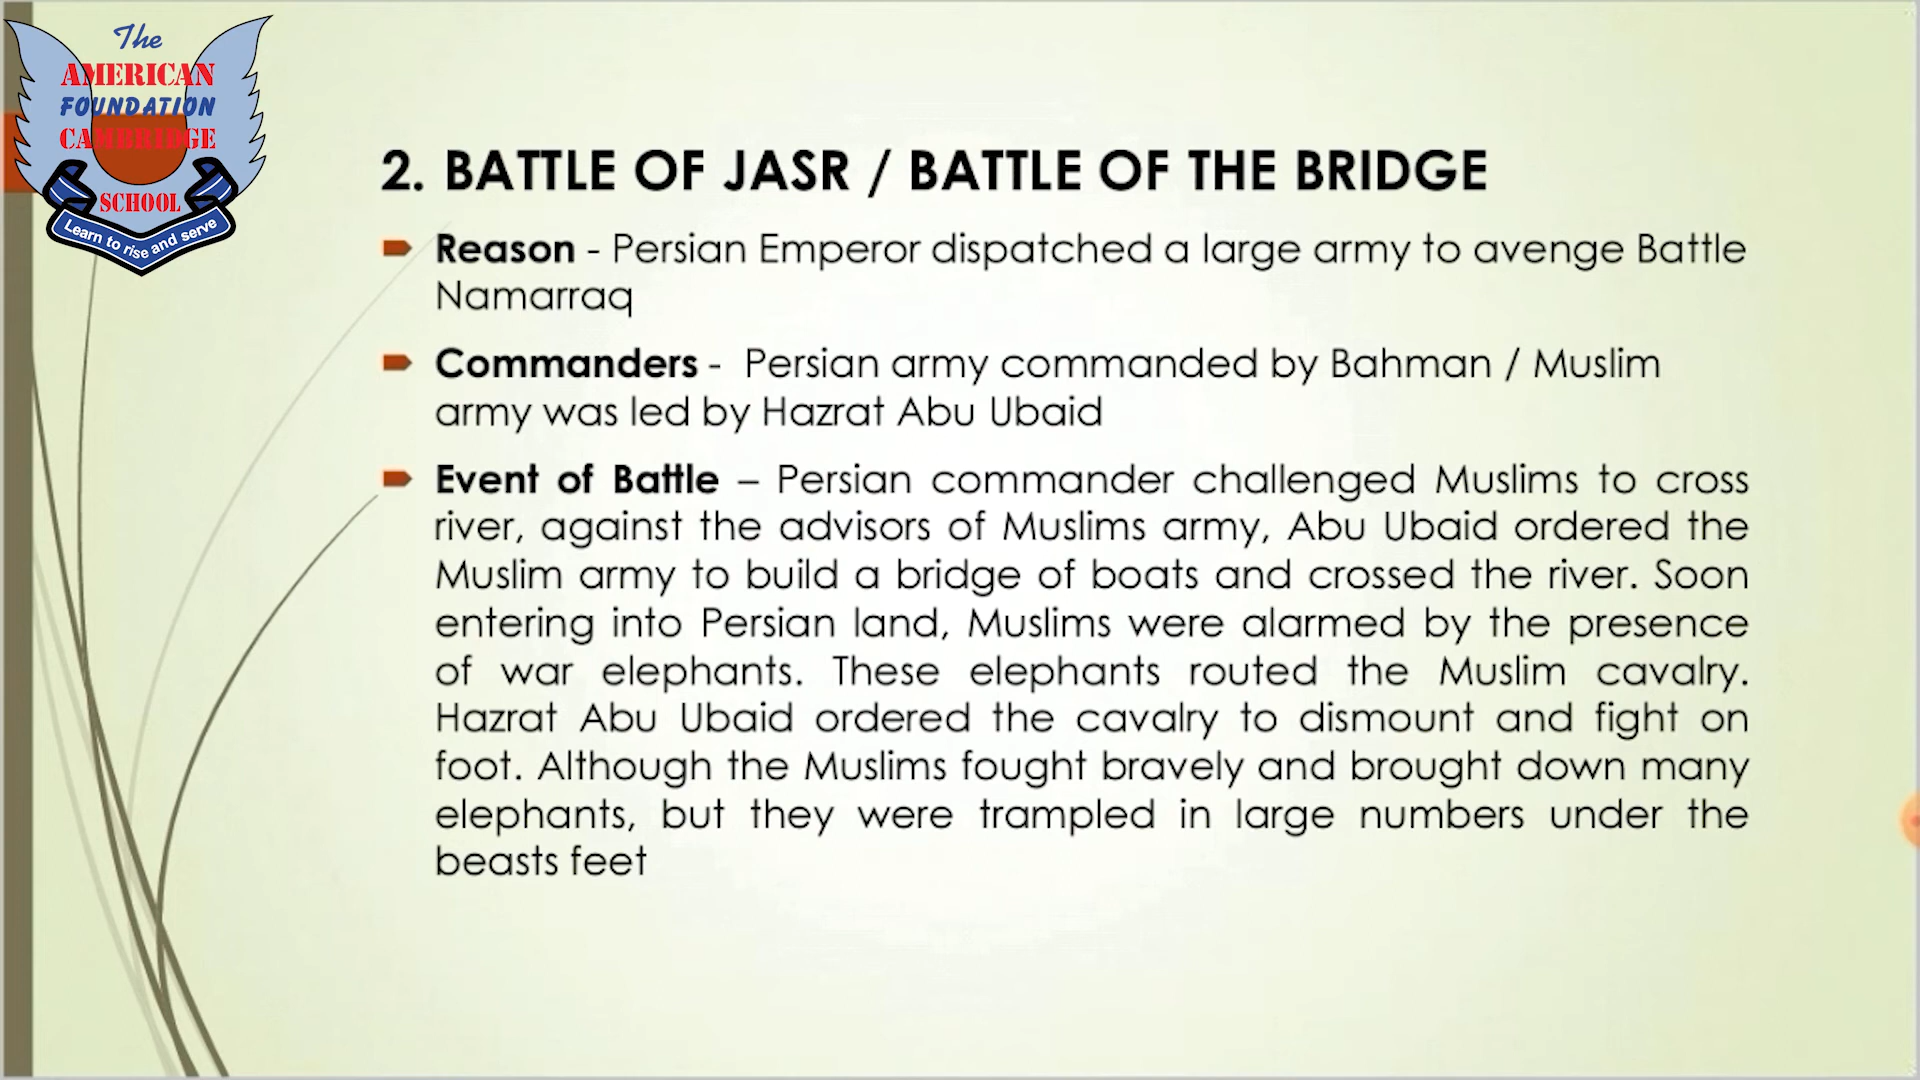 The
AMERICAN
FOUNDATION
CAMBRIDGE
SCHOOL
Learn to rise and serve
2. BATTLE OF JASR / BATTLE OF THE BRIDGE
Reason - Persian Emperor dispatched a large army to avenge Battle
Namarraq
Commanders - Persian army commanded by Bahman / Muslim
army was led by Hazrat Abu Ubaid
Event of Battle – Persian commander challenged Muslims to cross
river, against the advisors of Muslims army, Abu Ubaid ordered the
Muslim army to build a bridge of boats and crossed the river. Soon
entering into Persian land, Muslims were alarmed by the presence
of war elephants. These elephants routed the Muslim cavalry.
Hazrat Abu Ubaid ordered the cavalry to dismount and fight on
foot. Although the Muslims fought bravely and brought down many
elephants, but they were trampled in large numbers under the
beasts feet